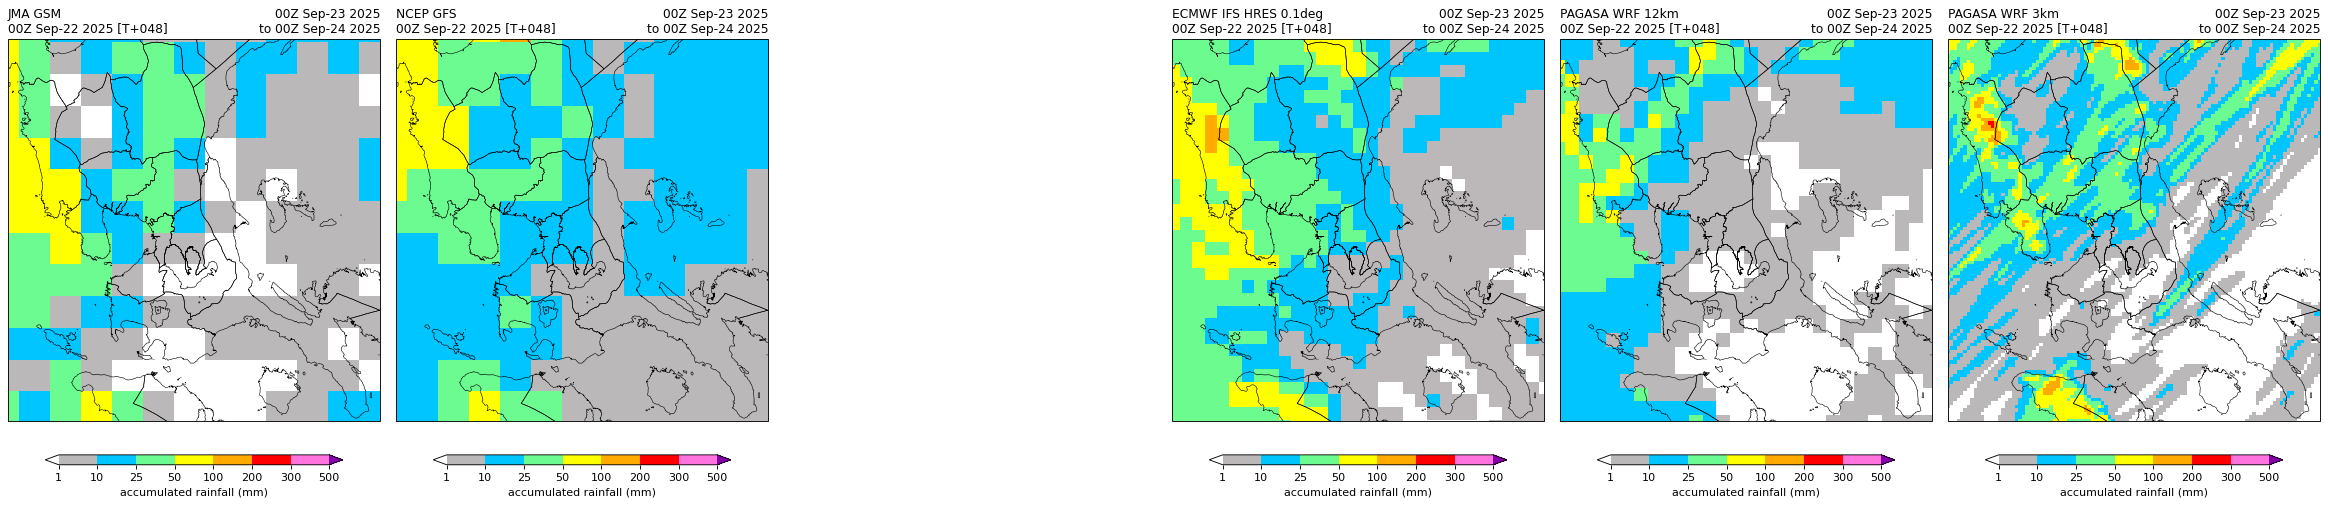 JMA GSM 00Z Sep-23 2025
00Z Sep-22 2025 [T+048] to 00Z Sep-24 2025
1 10 25 50 100 200 300 500
accumulated rainfall (mm)
NCEP GFS 00Z Sep-23 2025
00Z Sep-22 2025 [T+048] to 00Z Sep-24 2025
1 10 25 50 100 200 300 500
accumulated rainfall (mm)
ECMWF IFS HRES 0.1deg 00Z Sep-23 2025
00Z Sep-22 2025 [T+048] to 00Z Sep-24 2025
1 10 25 50 100 200 300 500
accumulated rainfall (mm)
PAGASA WRF 12km 00Z Sep-23 2025
00Z Sep-22 2025 [T+048] to 00Z Sep-24 2025
1 10 25 50 100 200 300 500
accumulated rainfall (mm)
PAGASA WRF 3km 00Z Sep-23 2025
00Z Sep-22 2025 [T+048] to 00Z Sep-24 2025
1 10 25 50 100 200 300 500
accumulated rainfall (mm)